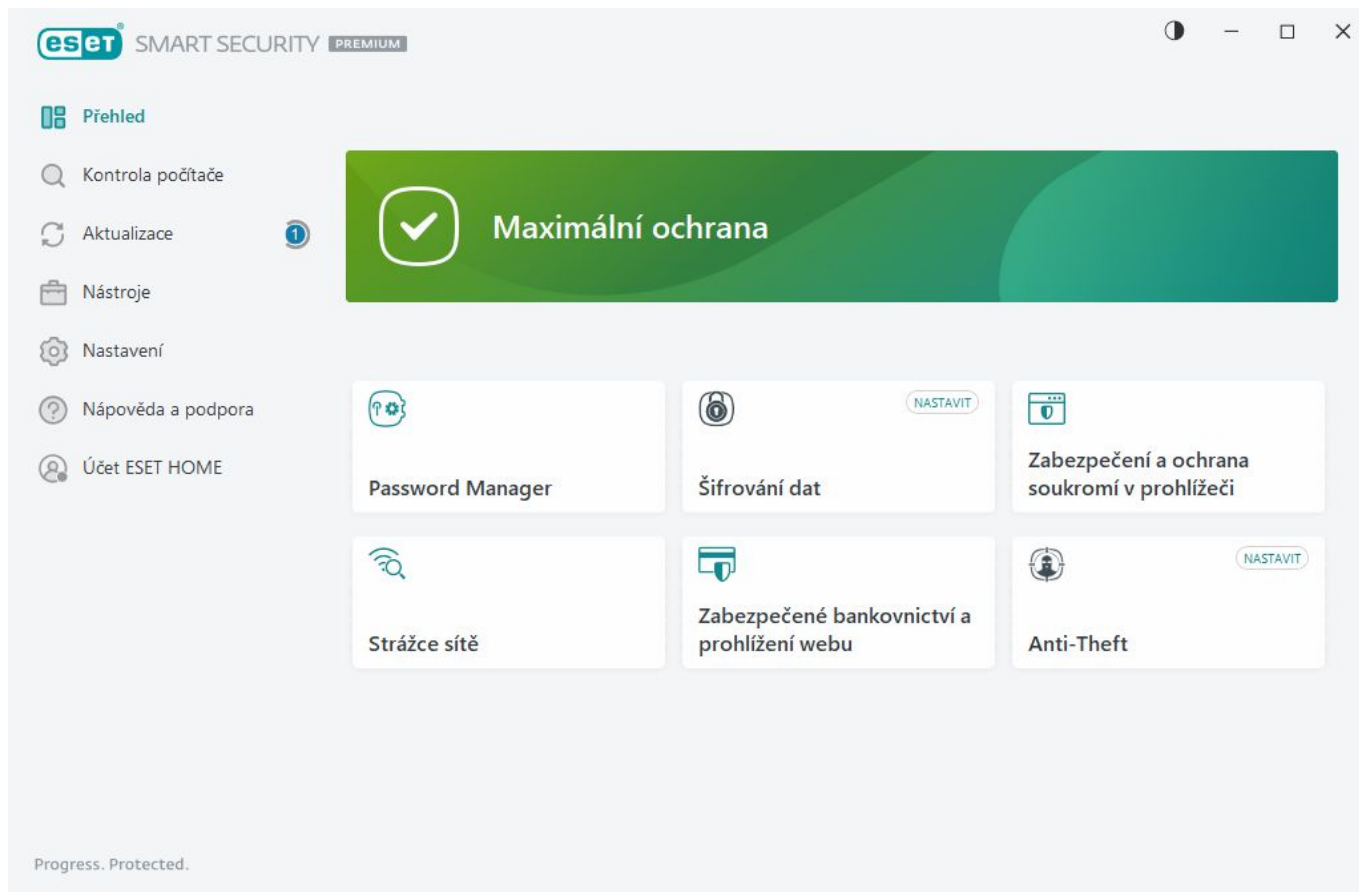 eset® SMART SECURITY PREMIUM
Přehled
Kontrola počítače
Aktualizace 1
Nástroje
Nastavení
Nápověda a podpora
Účet ESET HOME
Maximální ochrana
Password Manager
NASTAVIT
Šifrování dat
Zabezpečení a ochrana
soukromí v prohlížeči
Strážce sítě
Zabezpečené bankovnictví a
prohlížení webu
NASTAVIT
Anti-Theft
Progress. Protected.